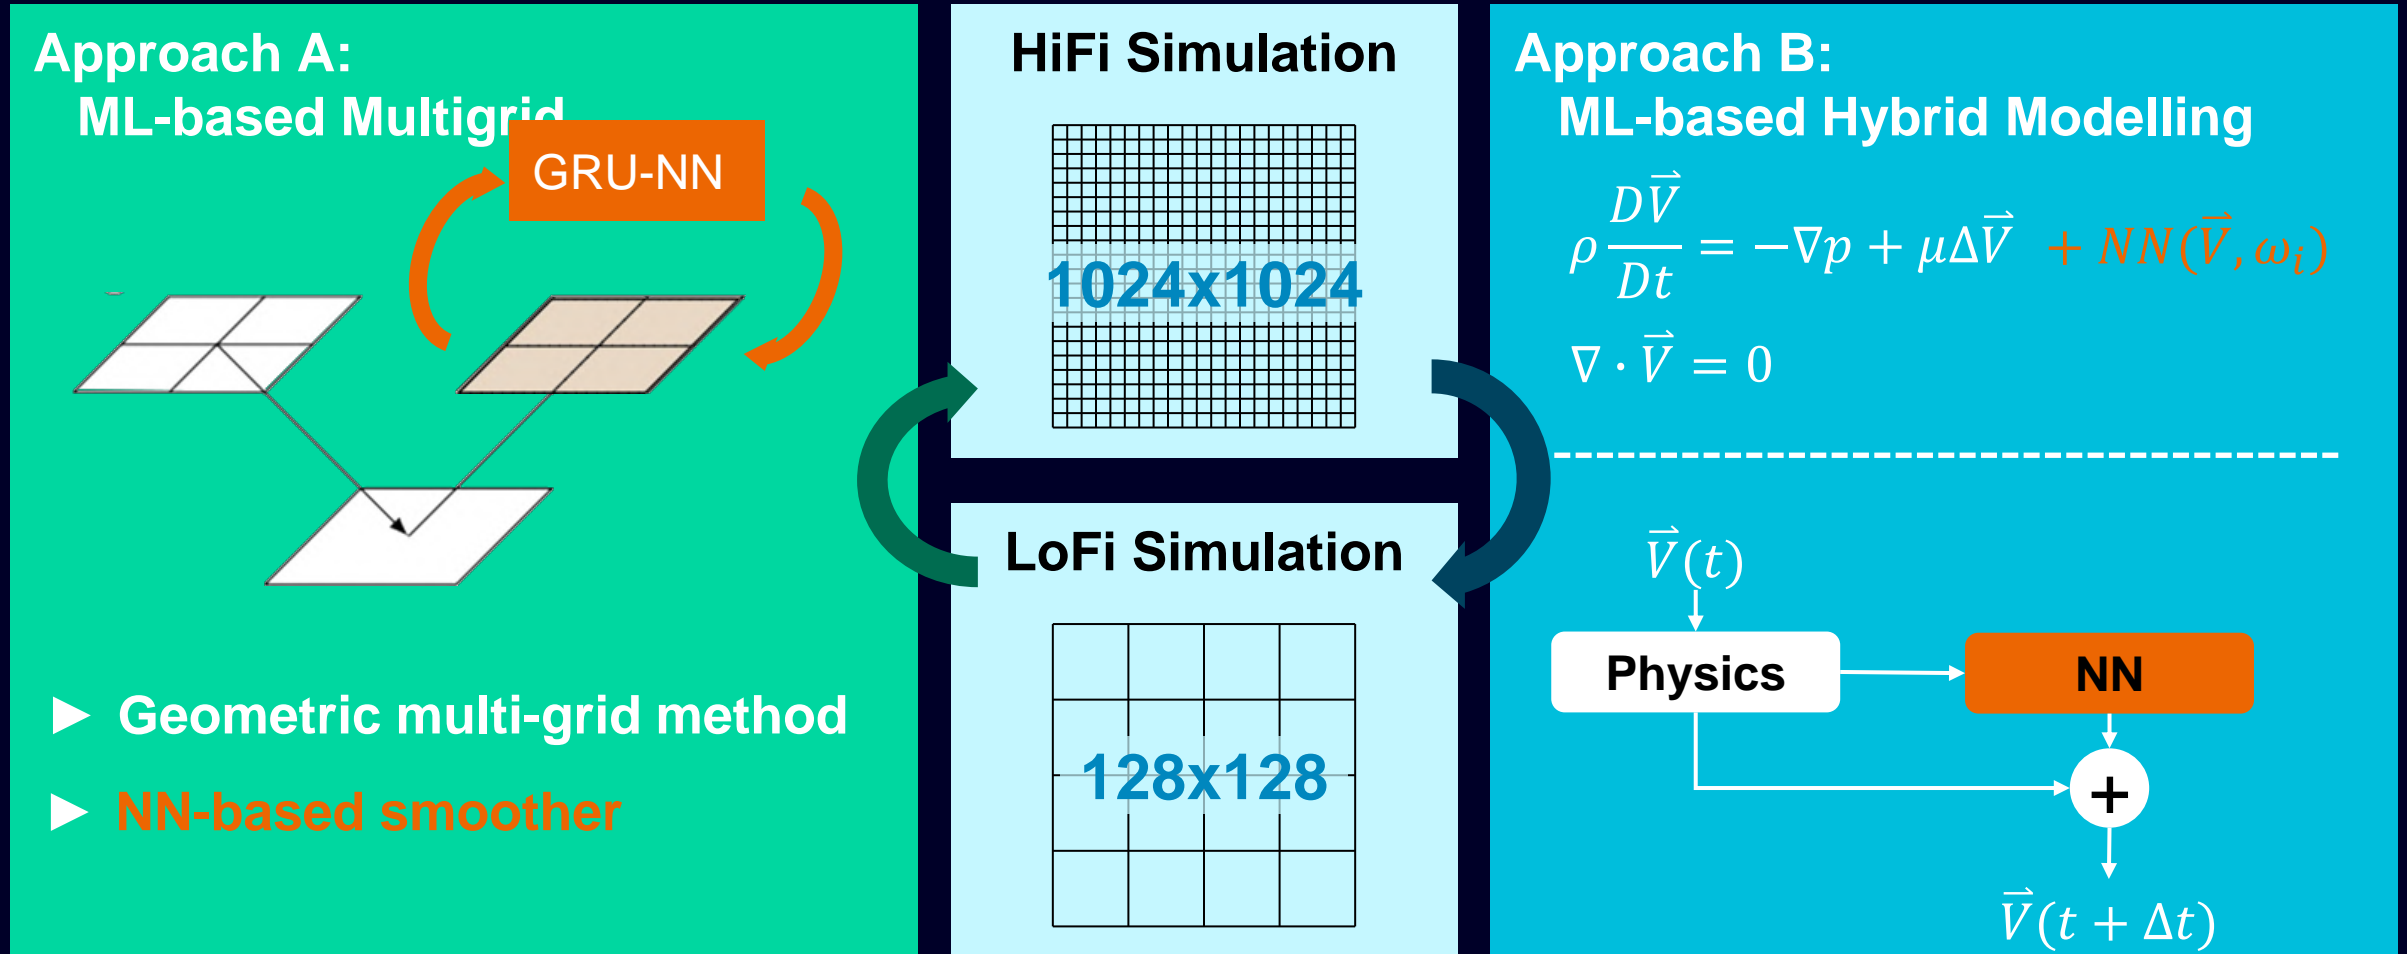 Approach A:
ML-based Multigrid
GRU-NN
► Geometric multi-grid method
► NN-based smoother
HiFi Simulation
1024x1024
LoFi Simulation
128x128
Approach B:
ML-based Hybrid Modelling
ρ DV⃗/Dt = −∇p + μΔV⃗ + NN(V⃗, ωᵢ)
∇ · V⃗ = 0
V⃗(t)
Physics
NN
+
V⃗(t + Δt)